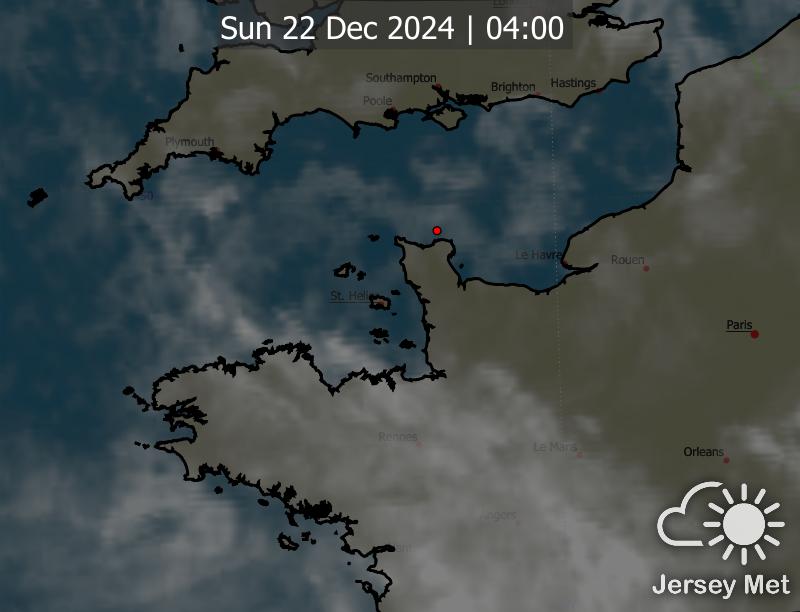 Sun 22 Dec 2024 | 04:00
Southampton
Brighton
Hastings
Poole
Plymouth
Le Havre
Rouen
St. Helier
Paris
Rennes
Le Mans
Orleans
Angers
Jersey Met